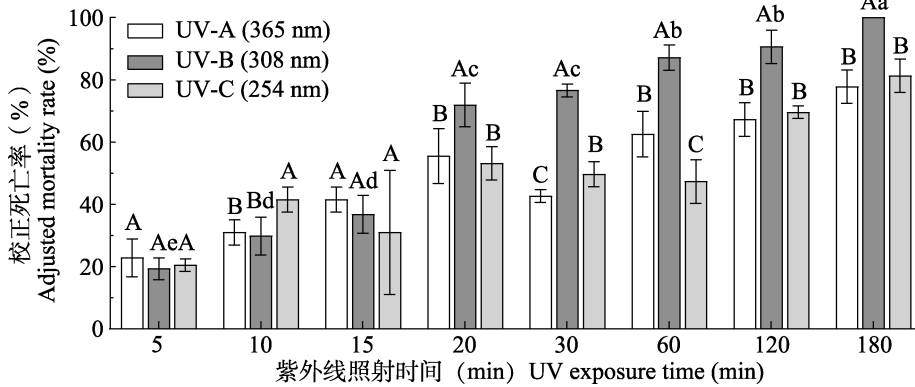 校正死亡率（%）
Adjusted mortality rate (%)
100
80
60
40
20
0
UV-A (365 nm)
UV-B (308 nm)
UV-C (254 nm)
A Ae A
B Bd A
A Ad A
B Ac B
C Ac B
B Ab C
B Ab B
B Aa B
5 10 15 20 30 60 120 180
紫外线照射时间（min）UV exposure time (min)